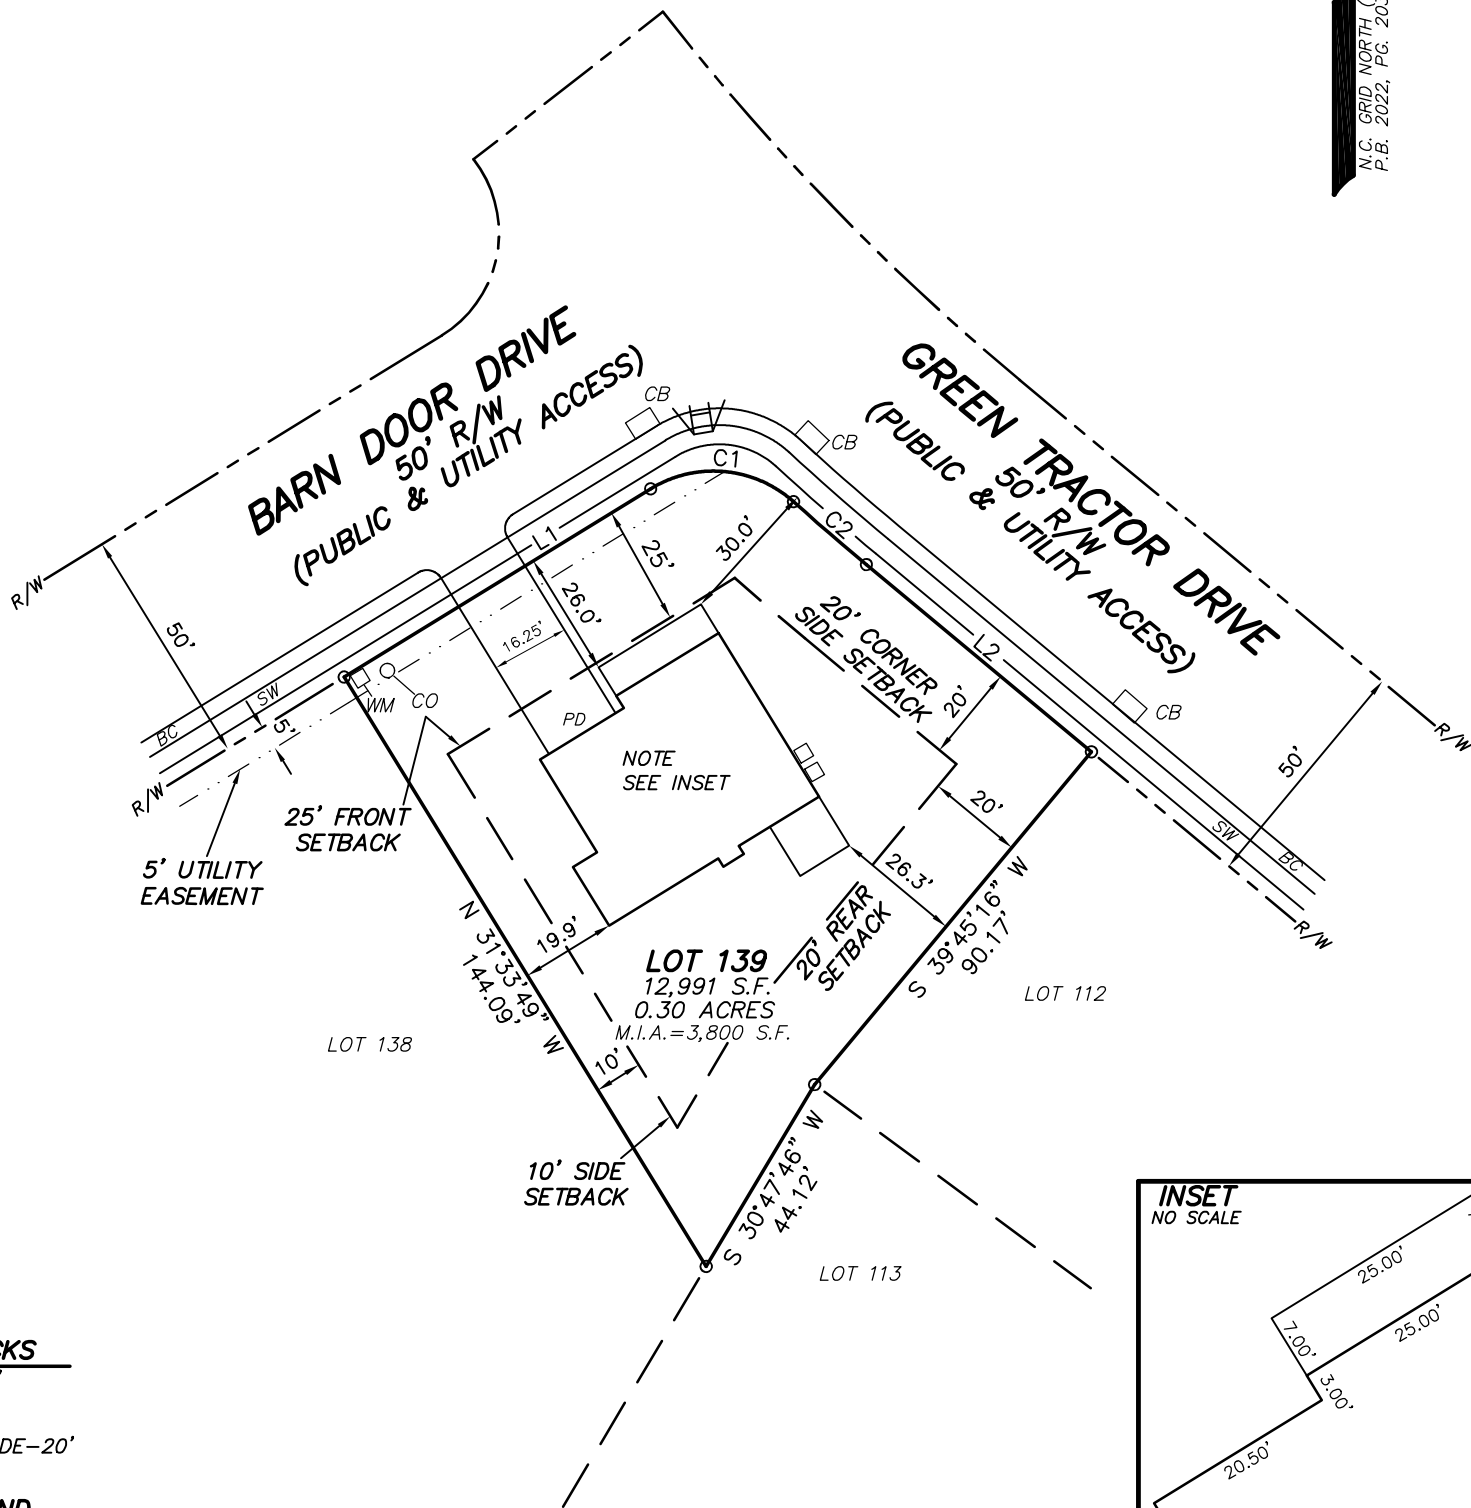 N.C. GRID NORTH (
P.B. 2022, PG. 203
BARN DOOR DRIVE
50' R/W
(PUBLIC & UTILITY ACCESS)
GREEN TRACTOR DRIVE
50' R/W
(PUBLIC & UTILITY ACCESS)
CB
CB
CB
C1
C2
L1
L2
R/W
R/W
R/W
R/W
50'
50'
25'
26.0'
30.0'
16.25'
20' CORNER
SIDE SETBACK
20'
20'
26.3'
BC
SW
5'
WM
CO
PD
SW
BC
NOTE
SEE INSET
25' FRONT
SETBACK
5' UTILITY
EASEMENT
N 31°33'49" W
144.09'
19.9'
LOT 139
12,991 S.F.
0.30 ACRES
M.I.A.=3,800 S.F.
20' REAR
SETBACK
S 39°45'16" W
90.17'
LOT 112
LOT 138
10'
10' SIDE
SETBACK
S 30°47'46" W
44.12'
LOT 113
INSET
NO SCALE
25.00'
25.00'
7.00'
3.00'
20.50'
CKS
DE-20'